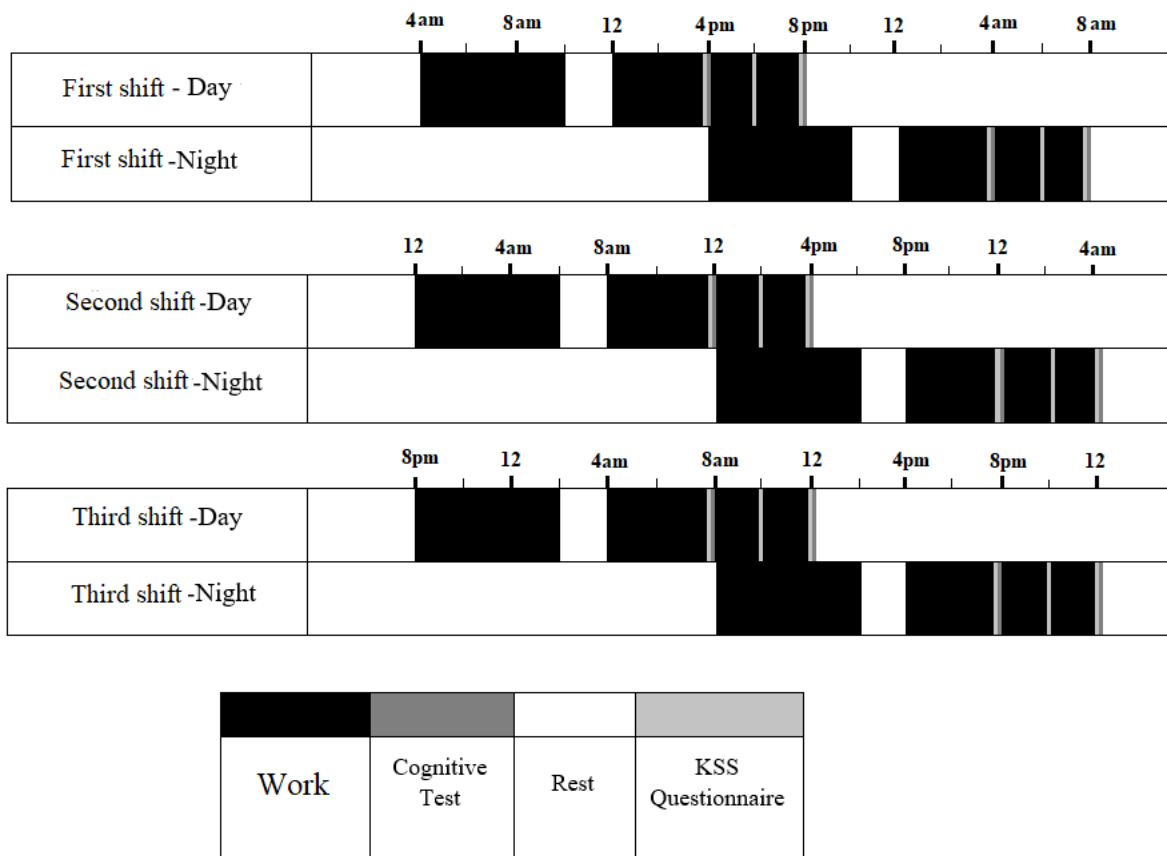 4am 8am 12 4pm 8pm 12 4am 8am
First shift - Day
First shift -Night
12 4am 8am 12 4pm 8pm 12 4am
Second shift -Day
Second shift -Night
8pm 12 4am 8am 12 4pm 8pm 12
Third shift -Day
Third shift -Night
Work
Cognitive
Test
Rest
KSS
Questionnaire